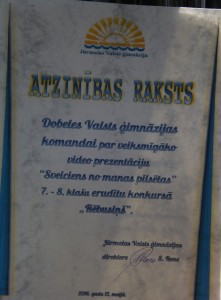 Jūrmalas Valsts ģimnāzija
ATZINĪBAS RAKSTS
Dobeles Valsts ģimnāzijas
komandai par veiksmīgāko
video prezentāciju
"Sveiciens no manas pilsētas"
7. - 8. klašu erudītu konkursā
„Rēbusiņš".
Jūrmalas Valsts ģimnāzijas
direktore